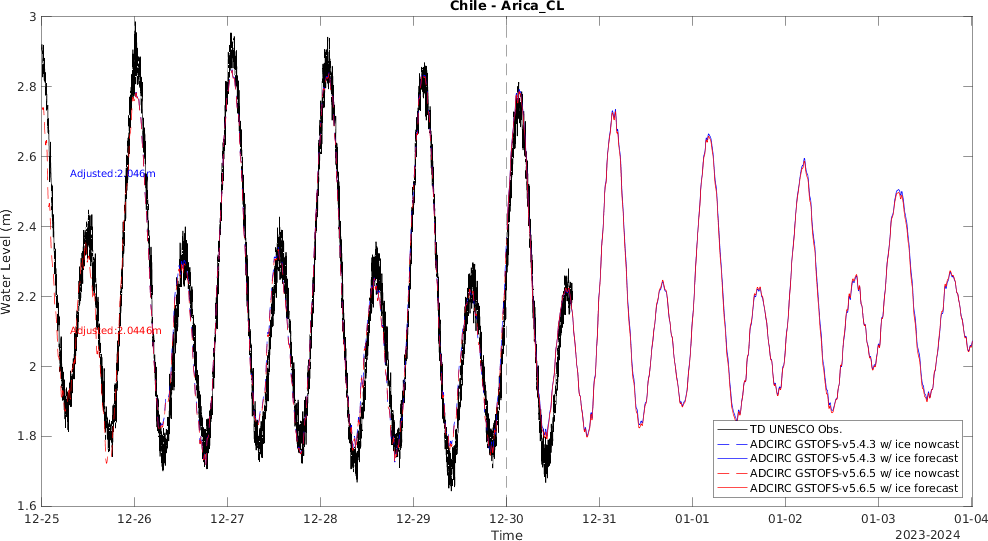 Chile - Arica_CL
3
2.8
2.6
2.4
2.2
2
1.8
1.6
Water Level (m)
Adjusted:2.046m
Adjusted:2.0446m
TD UNESCO Obs.
ADCIRC GSTOFS-v5.4.3 w/ ice nowcast
ADCIRC GSTOFS-v5.4.3 w/ ice forecast
ADCIRC GSTOFS-v5.6.5 w/ ice nowcast
ADCIRC GSTOFS-v5.6.5 w/ ice forecast
12-25 12-26 12-27 12-28 12-29 12-30 12-31 01-01 01-02 01-03 01-04
Time
2023-2024